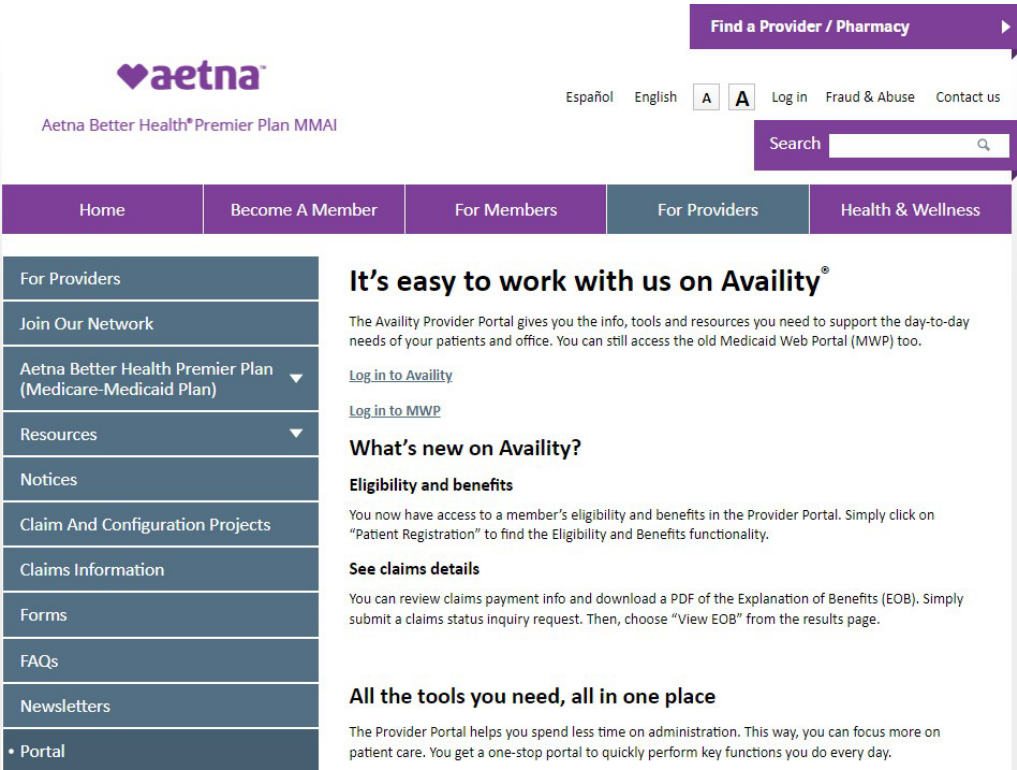 Find a Provider / Pharmacy
aetna™
Aetna Better Health® Premier Plan MMAI
Español English A A Log in Fraud & Abuse Contact us
Search
Home Become A Member For Members For Providers Health & Wellness
For Providers
Join Our Network
Aetna Better Health Premier Plan
(Medicare-Medicaid Plan)
Resources
Notices
Claim And Configuration Projects
Claims Information
Forms
FAQs
Newsletters
• Portal
It's easy to work with us on Availity®
The Availity Provider Portal gives you the info, tools and resources you need to support the day-to-day
needs of your patients and office. You can still access the old Medicaid Web Portal (MWP) too.
Log in to Availity
Log in to MWP
What's new on Availity?
Eligibility and benefits
You now have access to a member's eligibility and benefits in the Provider Portal. Simply click on
"Patient Registration" to find the Eligibility and Benefits functionality.
See claims details
You can review claims payment info and download a PDF of the Explanation of Benefits (EOB). Simply
submit a claims status inquiry request. Then, choose "View EOB" from the results page.
All the tools you need, all in one place
The Provider Portal helps you spend less time on administration. This way, you can focus more on
patient care. You get a one-stop portal to quickly perform key functions you do every day.